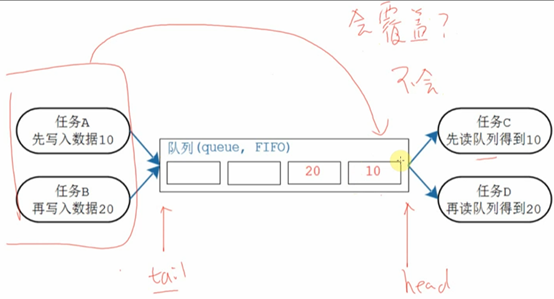 会覆盖?
不会
任务A
先写入数据10
任务B
再写入数据20
队列(queue, FIFO)
20
10
任务C
先读队列得到10
任务D
再读队列得到20
tail
head